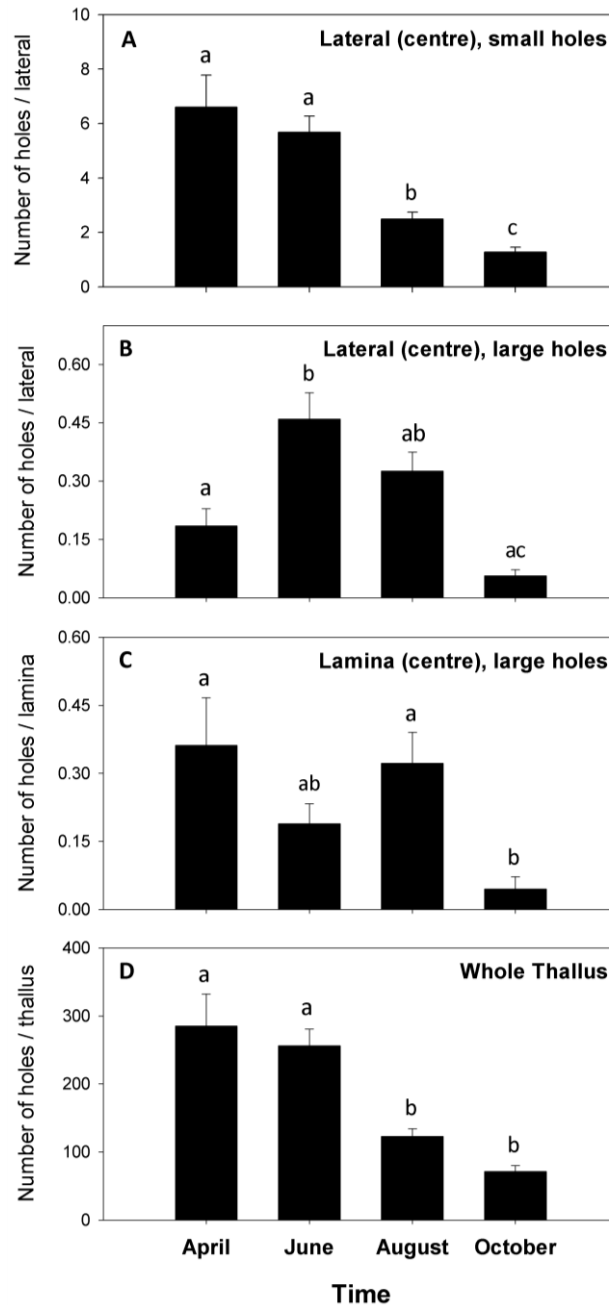 A
Lateral (centre), small holes
Number of holes / lateral
10
8
6
4
2
0
a
a
b
c
B
Lateral (centre), large holes
Number of holes / lateral
0.60
0.45
0.30
0.15
0.00
a
b
ab
ac
C
Lamina (centre), large holes
Number of holes / lamina
0.60
0.45
0.30
0.15
0.00
a
ab
a
b
D
Whole Thallus
Number of holes / thallus
400
300
200
100
0
a
a
b
b
April June August October
Time